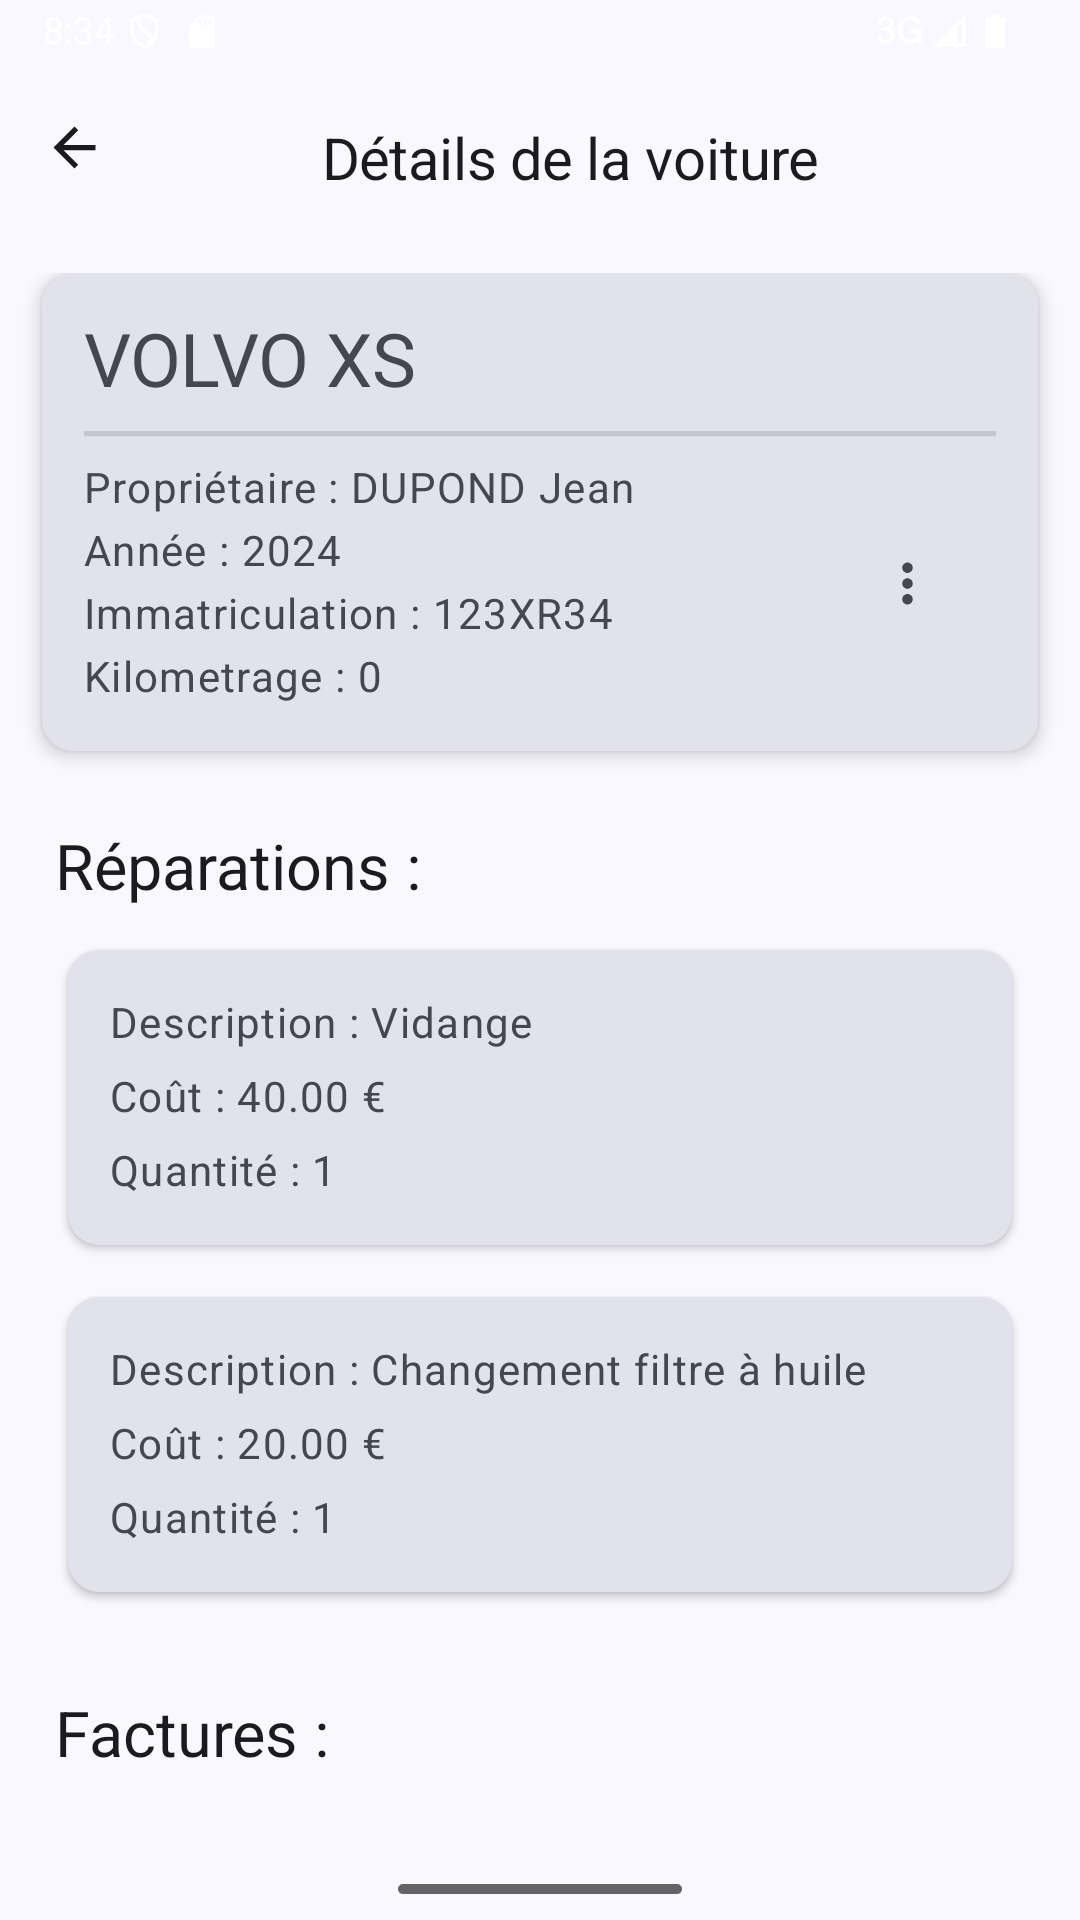 8:34
3G
Détails de la voiture
VOLVO XS
Propriétaire : DUPOND Jean
Année : 2024
Immatriculation : 123XR34
Kilometrage : 0
Réparations :
Description : Vidange
Coût : 40.00 €
Quantité : 1
Description : Changement filtre à huile
Coût : 20.00 €
Quantité : 1
Factures :